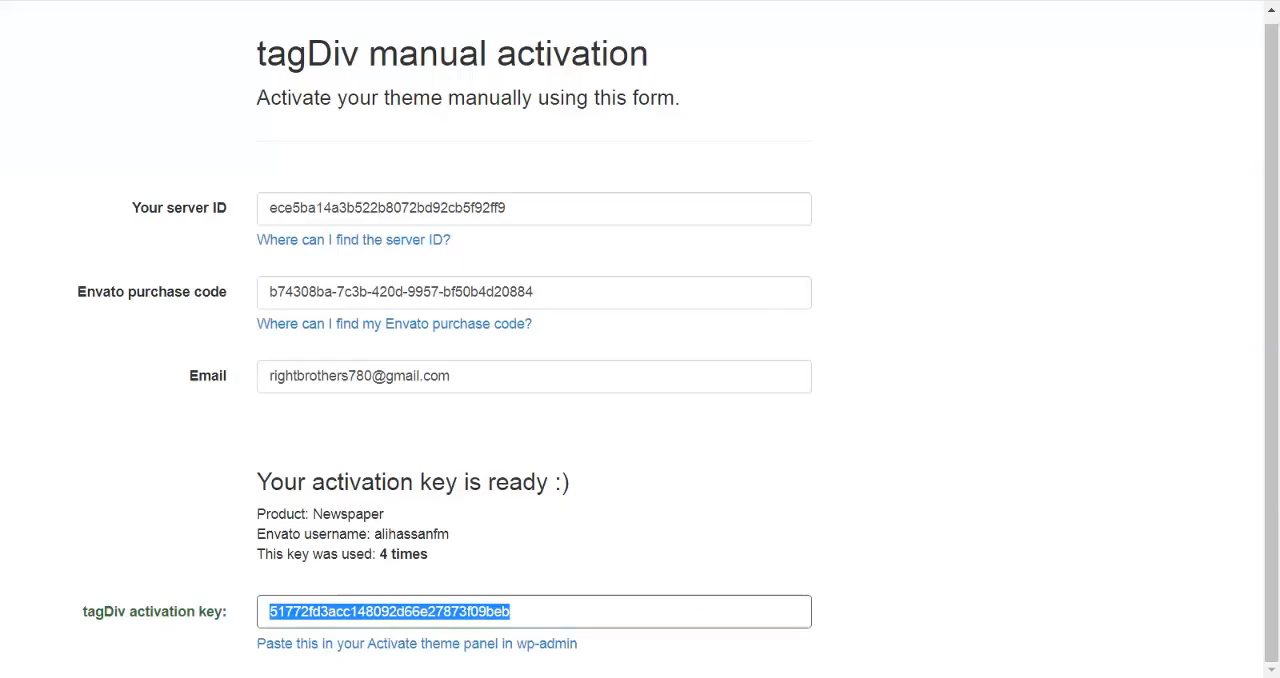 tagDiv manual activation
Activate your theme manually using this form.
Your server ID
ece5ba14a3b522b8072bd92cb5f92ff9
Where can I find the server ID?
Envato purchase code
b74308ba-7c3b-420d-9957-bf50b4d20884
Where can I find my Envato purchase code?
Email
rightbrothers780@gmail.com
Your activation key is ready :)
Product: Newspaper
Envato username: alihassanfm
This key was used: 4 times
tagDiv activation key:
51772fd3acc148092d66e27873f09beb
Paste this in your Activate theme panel in wp-admin